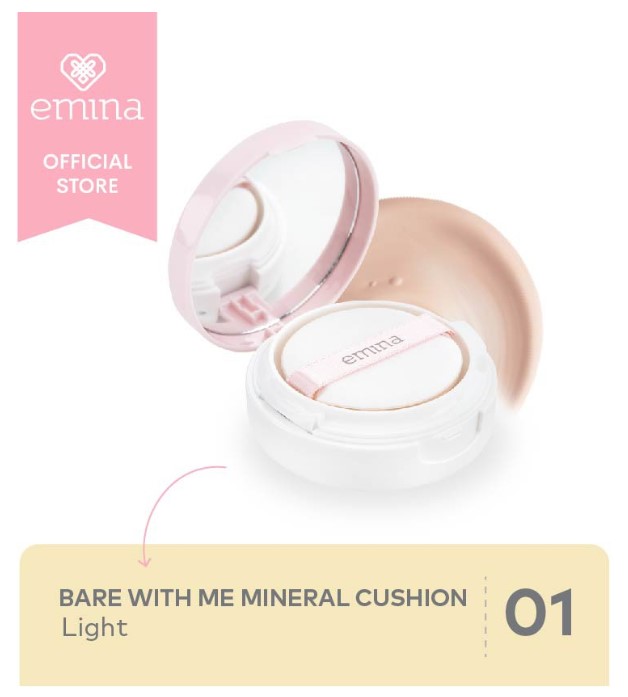 emina
OFFICIAL
STORE
emina
BARE WITH ME MINERAL CUSHION
Light
01